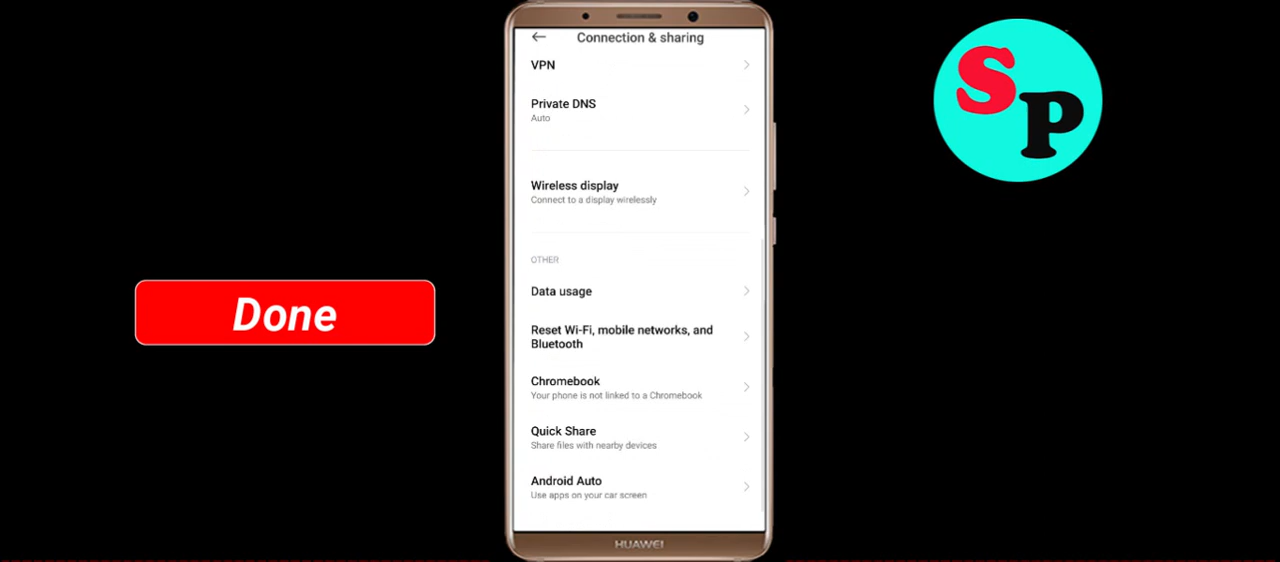 Connection & sharing
VPN
Private DNS
Auto
Wireless display
Connect to a display wirelessly
OTHER
Data usage
Reset Wi-Fi, mobile networks, and
Bluetooth
Chromebook
Your phone is not linked to a Chromebook
Quick Share
Share files with nearby devices
Android Auto
Use apps on your car screen
HUAWEI
Done
SP